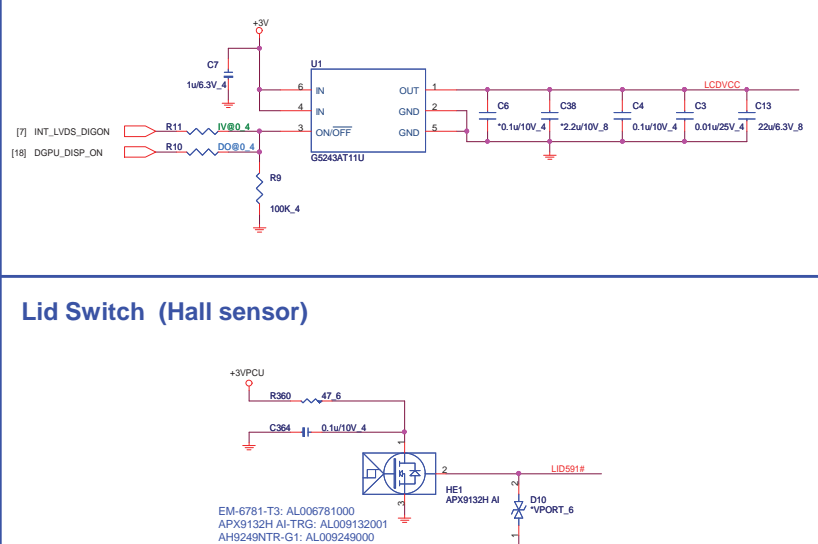 +3V
C7
1u/6.3V_4
U1
6 IN OUT 1 LCDVCC
4 IN GND 2
3 ON/OFF GND 5
G5243AT11U
[7] INT_LVDS_DIGON R11 IV@0_4
[18] DGPU_DISP_ON R10 DO@0_4
R9
100K_4
C6 C38 C4 C3 C13
*0.1u/10V_4 *2.2u/10V_8 0.1u/10V_4 0.01u/25V_4 22u/6.3V_8
Lid Switch (Hall sensor)
+3VPCU
R360 47_6
C364 0.1u/10V_4
1
2 LID591#
3
HE1
APX9132H AI
2
D10
*VPORT_6
1
EM-6781-T3: AL006781000
APX9132H AI-TRG: AL009132001
AH9249NTR-G1: AL009249000